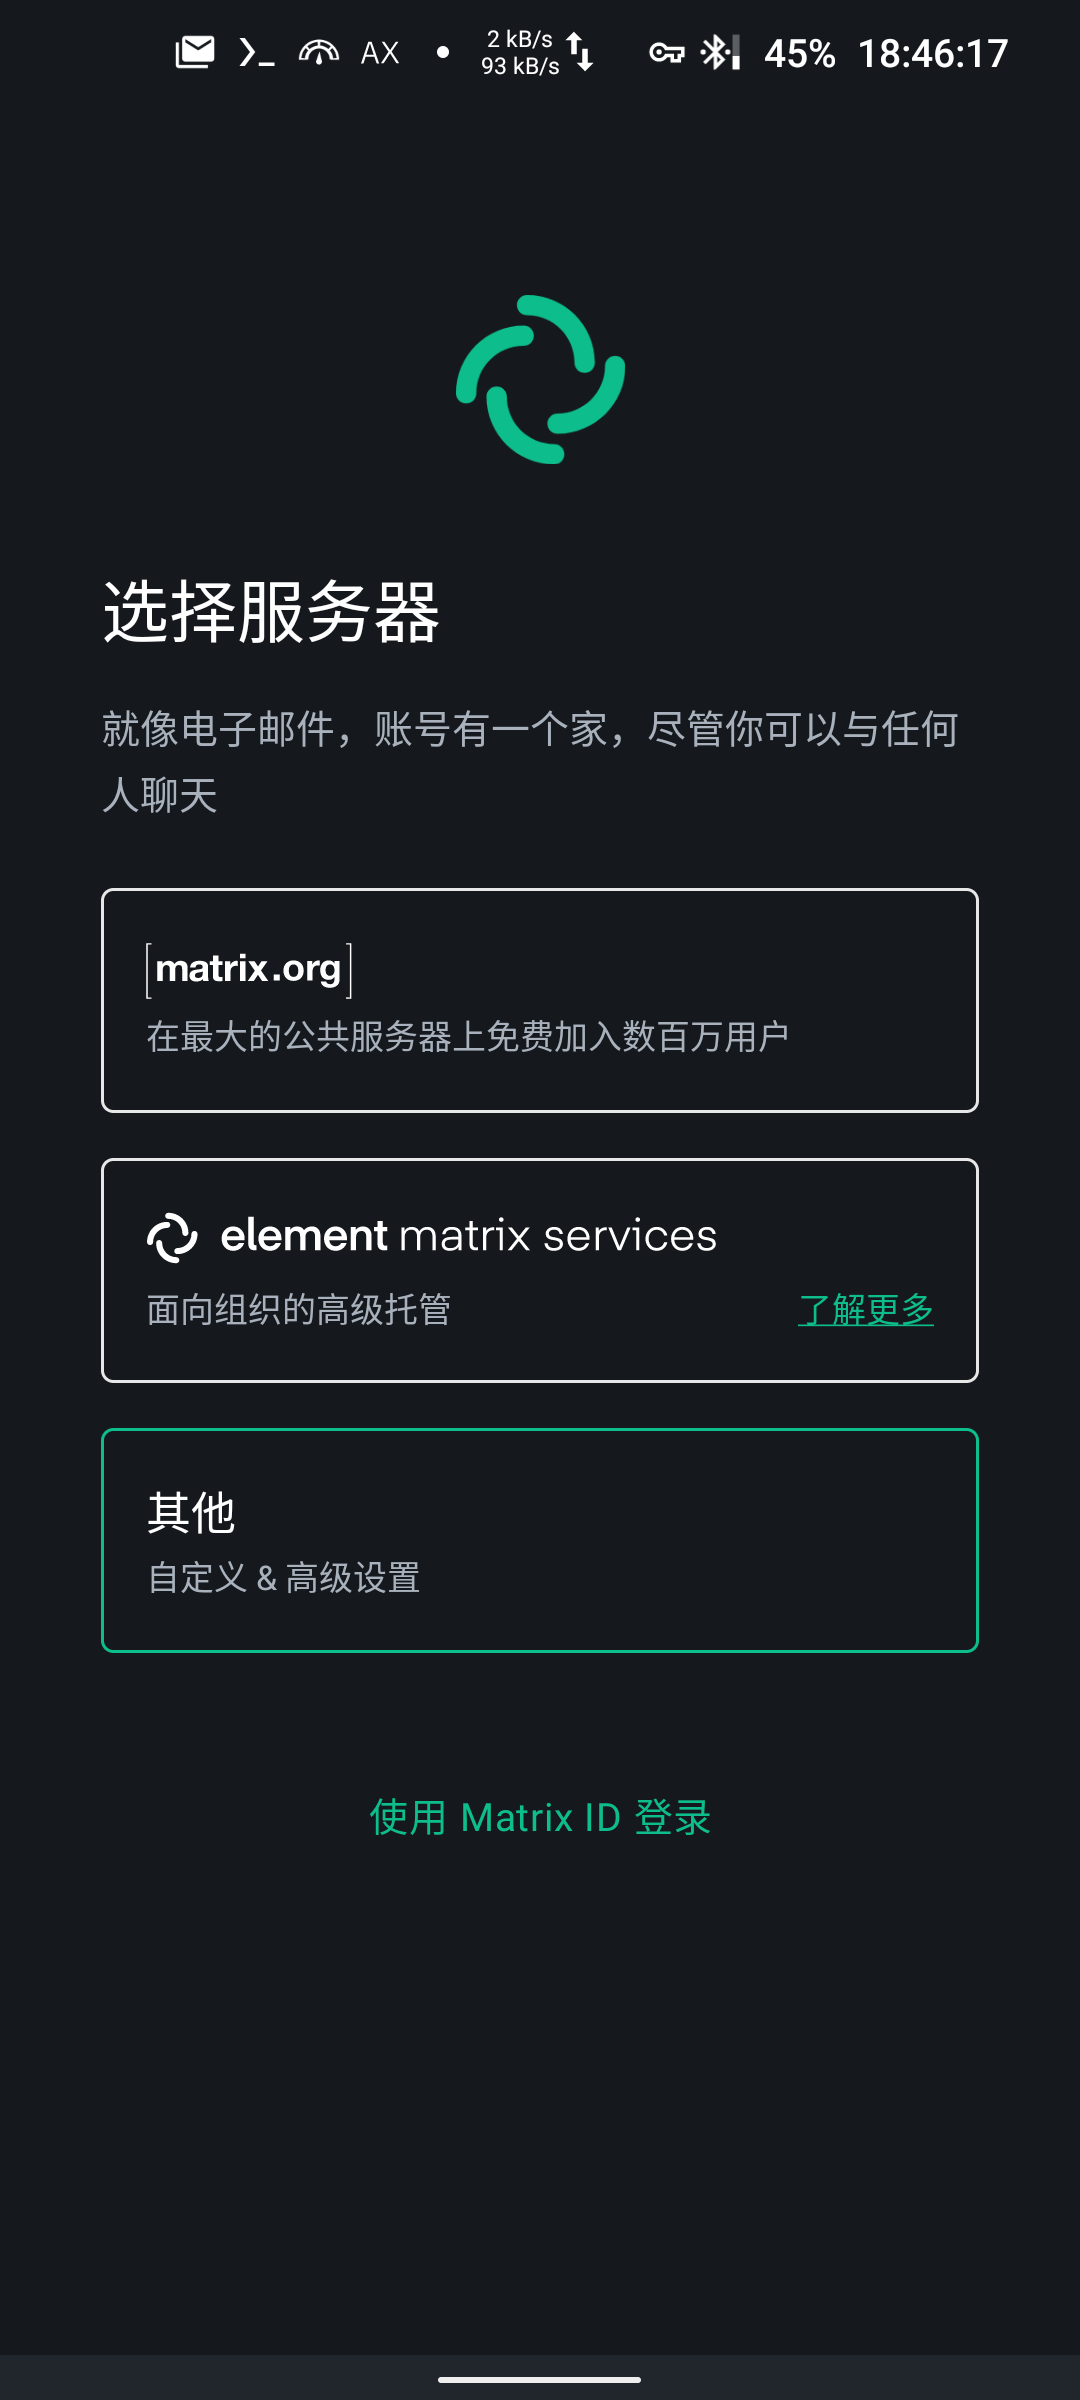 AX
2 kB/s
93 kB/s
45% 18:46:17
选择服务器
就像电子邮件，账号有一个家，尽管你可以与任何
人聊天
[matrix.org]
在最大的公共服务器上免费加入数百万用户
element matrix services
面向组织的高级托管
了解更多
其他
自定义 & 高级设置
使用 Matrix ID 登录